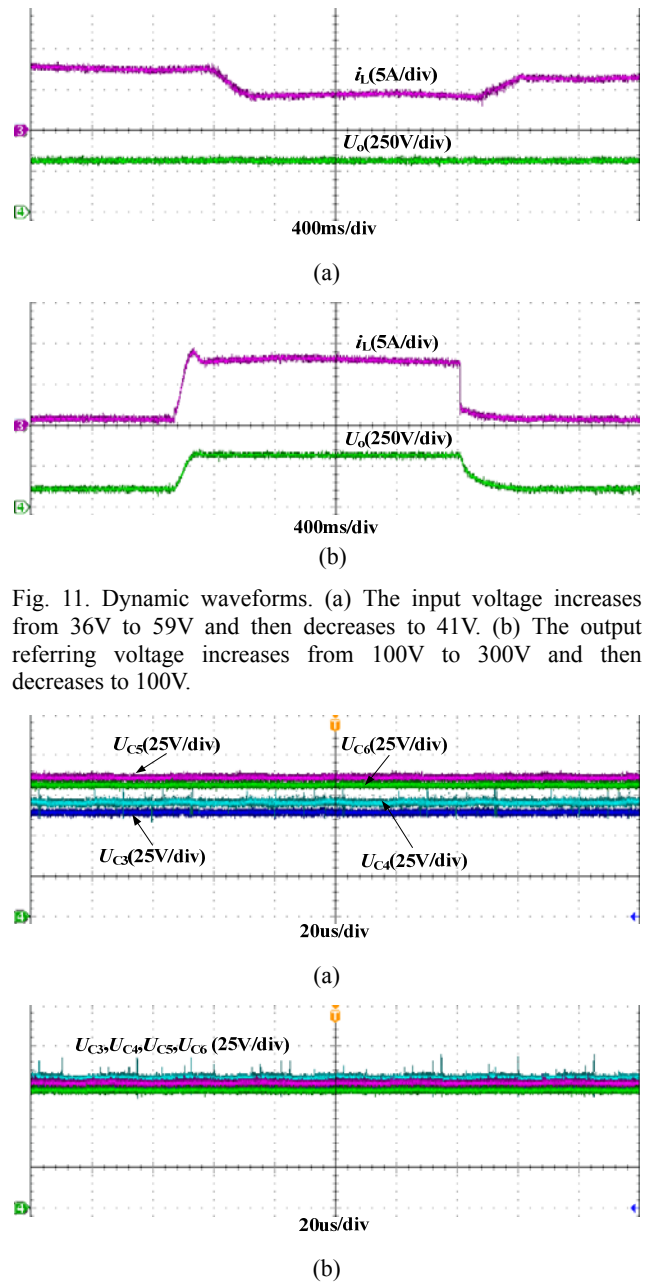 iL(5A/div)
3
Uo(250V/div)
4
400ms/div
(a)
iL(5A/div)
3
Uo(250V/div)
4
400ms/div
(b)
Fig. 11. Dynamic waveforms. (a) The input voltage increases
from 36V to 59V and then decreases to 41V. (b) The output
referring voltage increases from 100V to 300V and then
decreases to 100V.
T
UC5(25V/div)
UC6(25V/div)
UC3(25V/div)
UC4(25V/div)
4
20us/div
(a)
T
UC3,UC4,UC5,UC6 (25V/div)
4
20us/div
(b)